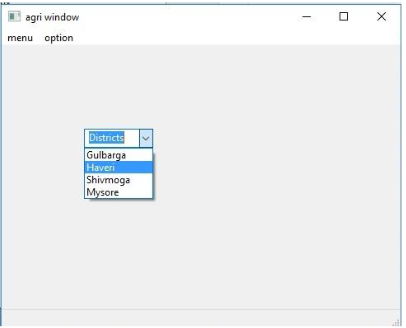 agri window
menu option
Districts
Gulbarga
Haveri
Shivmoga
Mysore